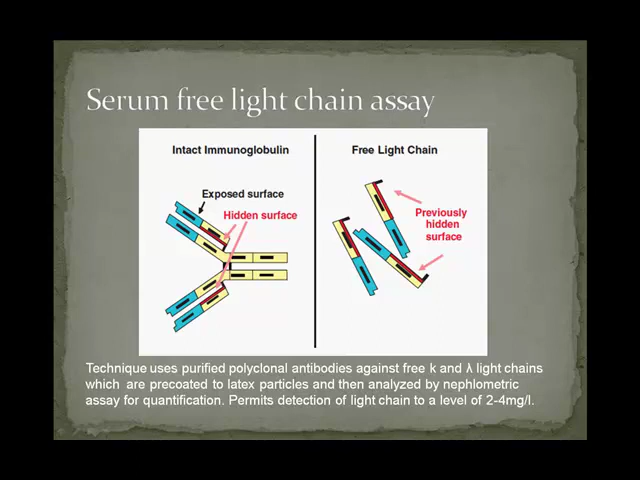 Serum free light chain assay
Intact Immunoglobulin
Free Light Chain
Exposed surface
Hidden surface
Previously
hidden
surface
Technique uses purified polyclonal antibodies against free k and λ light chains
which are precoated to latex particles and then analyzed by nephlometric
assay for quantification. Permits detection of light chain to a level of 2-4mg/l.